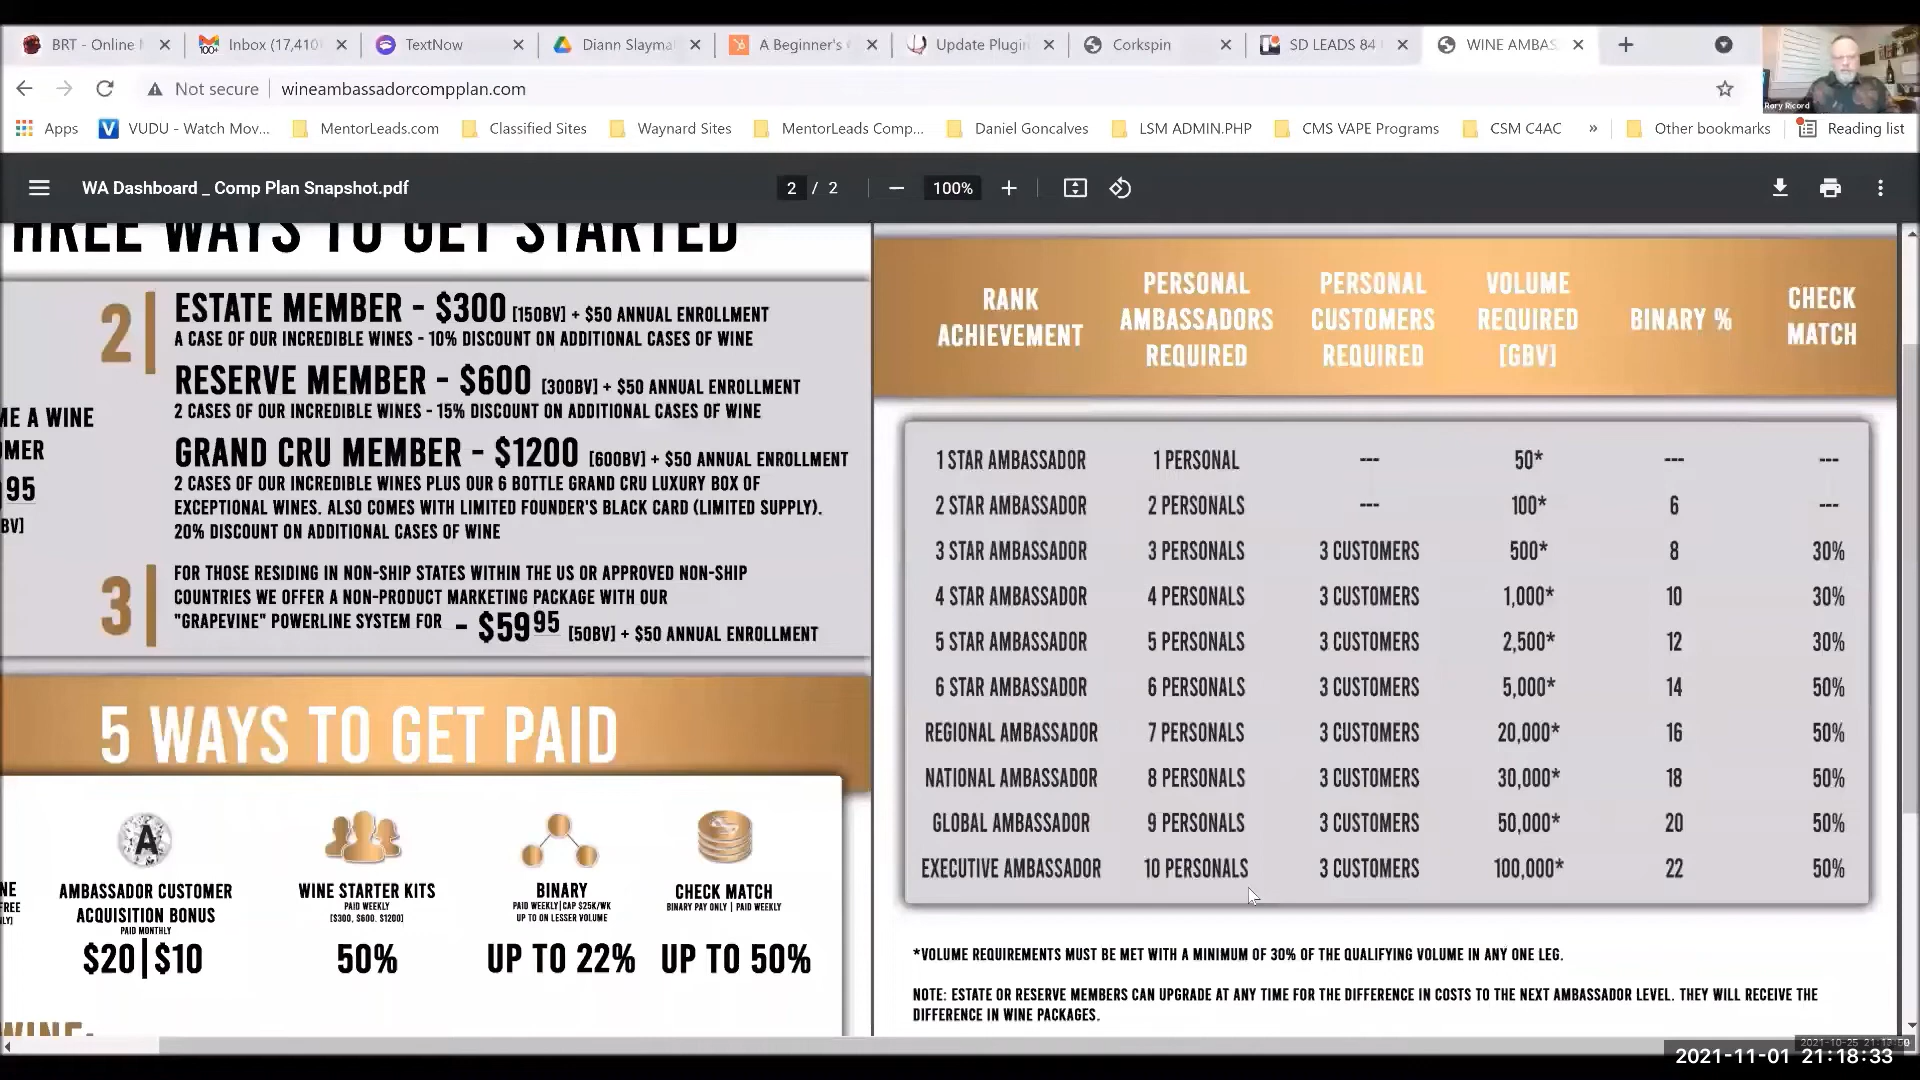 BRT - Online
Inbox (17,410
TextNow
Diann Slayma
A Beginner's
Update Plugin
Corkspin
SD LEADS 84
WINE AMBAS
Not secure
wineambassadorcompplan.com
Apps
VUDU - Watch Mov...
MentorLeads.com
Classified Sites
Waynard Sites
MentorLeads Comp...
Daniel Goncalves
LSM ADMIN.PHP
CMS VAPE Programs
CSM C4AC
»
Other bookmarks
Reading list
Rory Ricord
WA Dashboard _ Comp Plan Snapshot.pdf
2 / 2
100%
HREE WAYS TO GET STARTED
2
ESTATE MEMBER - $300 [150BV] + $50 ANNUAL ENROLLMENT
A CASE OF OUR INCREDIBLE WINES - 10% DISCOUNT ON ADDITIONAL CASES OF WINE
RESERVE MEMBER - $600 [300BV] + $50 ANNUAL ENROLLMENT
2 CASES OF OUR INCREDIBLE WINES - 15% DISCOUNT ON ADDITIONAL CASES OF WINE
GRAND CRU MEMBER - $1200 [600BV] + $50 ANNUAL ENROLLMENT
2 CASES OF OUR INCREDIBLE WINES PLUS OUR 6 BOTTLE GRAND CRU LUXURY BOX OF
EXCEPTIONAL WINES. ALSO COMES WITH LIMITED FOUNDER'S BLACK CARD (LIMITED SUPPLY).
20% DISCOUNT ON ADDITIONAL CASES OF WINE
ME A WINE
OMER
95
BV]
3
FOR THOSE RESIDING IN NON-SHIP STATES WITHIN THE US OR APPROVED NON-SHIP
COUNTRIES WE OFFER A NON-PRODUCT MARKETING PACKAGE WITH OUR
"GRAPEVINE" POWERLINE SYSTEM FOR - $59 95 [50BV] + $50 ANNUAL ENROLLMENT
5 WAYS TO GET PAID
NE
FREE
NLY]
A
AMBASSADOR CUSTOMER
ACQUISITION BONUS
PAID MONTHLY
$20|$10
WINE STARTER KITS
PAID WEEKLY
[$300, $600, $1200]
50%
BINARY
PAID WEEKLY|CAP $25K/WK
UP TO ON LESSER VOLUME
UP TO 22%
CHECK MATCH
BINARY PAY ONLY | PAID WEEKLY
UP TO 50%
WINE
RANK
ACHIEVEMENT
PERSONAL
AMBASSADORS
REQUIRED
PERSONAL
CUSTOMERS
REQUIRED
VOLUME
REQUIRED
[GBV]
BINARY %
CHECK
MATCH
1 STAR AMBASSADOR 1 PERSONAL --- 50* --- ---
2 STAR AMBASSADOR 2 PERSONALS --- 100* 6 ---
3 STAR AMBASSADOR 3 PERSONALS 3 CUSTOMERS 500* 8 30%
4 STAR AMBASSADOR 4 PERSONALS 3 CUSTOMERS 1,000* 10 30%
5 STAR AMBASSADOR 5 PERSONALS 3 CUSTOMERS 2,500* 12 30%
6 STAR AMBASSADOR 6 PERSONALS 3 CUSTOMERS 5,000* 14 50%
REGIONAL AMBASSADOR 7 PERSONALS 3 CUSTOMERS 20,000* 16 50%
NATIONAL AMBASSADOR 8 PERSONALS 3 CUSTOMERS 30,000* 18 50%
GLOBAL AMBASSADOR 9 PERSONALS 3 CUSTOMERS 50,000* 20 50%
EXECUTIVE AMBASSADOR 10 PERSONALS 3 CUSTOMERS 100,000* 22 50%
*VOLUME REQUIREMENTS MUST BE MET WITH A MINIMUM OF 30% OF THE QUALIFYING VOLUME IN ANY ONE LEG.
NOTE: ESTATE OR RESERVE MEMBERS CAN UPGRADE AT ANY TIME FOR THE DIFFERENCE IN COSTS TO THE NEXT AMBASSADOR LEVEL. THEY WILL RECEIVE THE
DIFFERENCE IN WINE PACKAGES.
2021-11-01 21:18:33